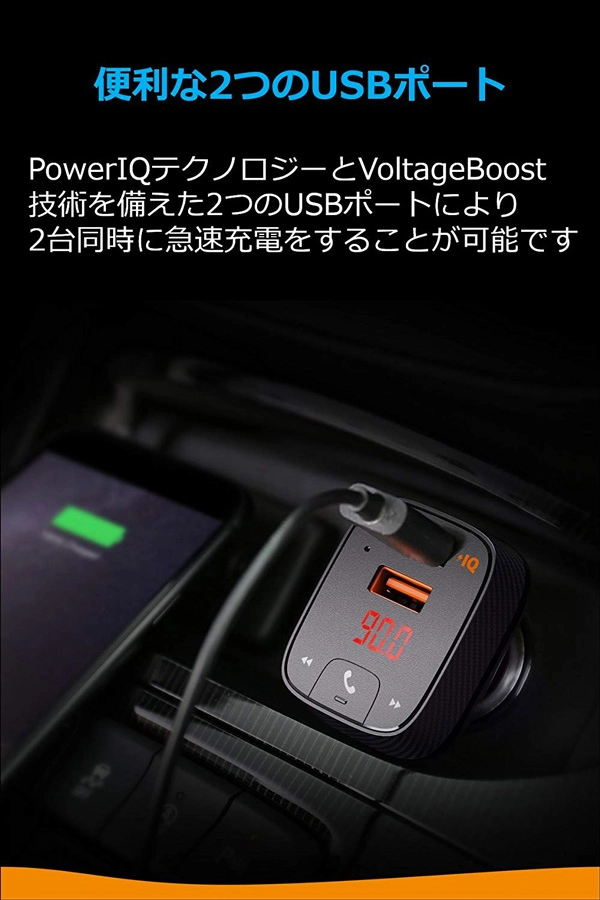 便利な2つのUSBポート
PowerIQテクノロジーとVoltageBoost
技術を備えた2つのUSBポートにより
2台同時に急速充電をすることが可能です
IQ
90.0